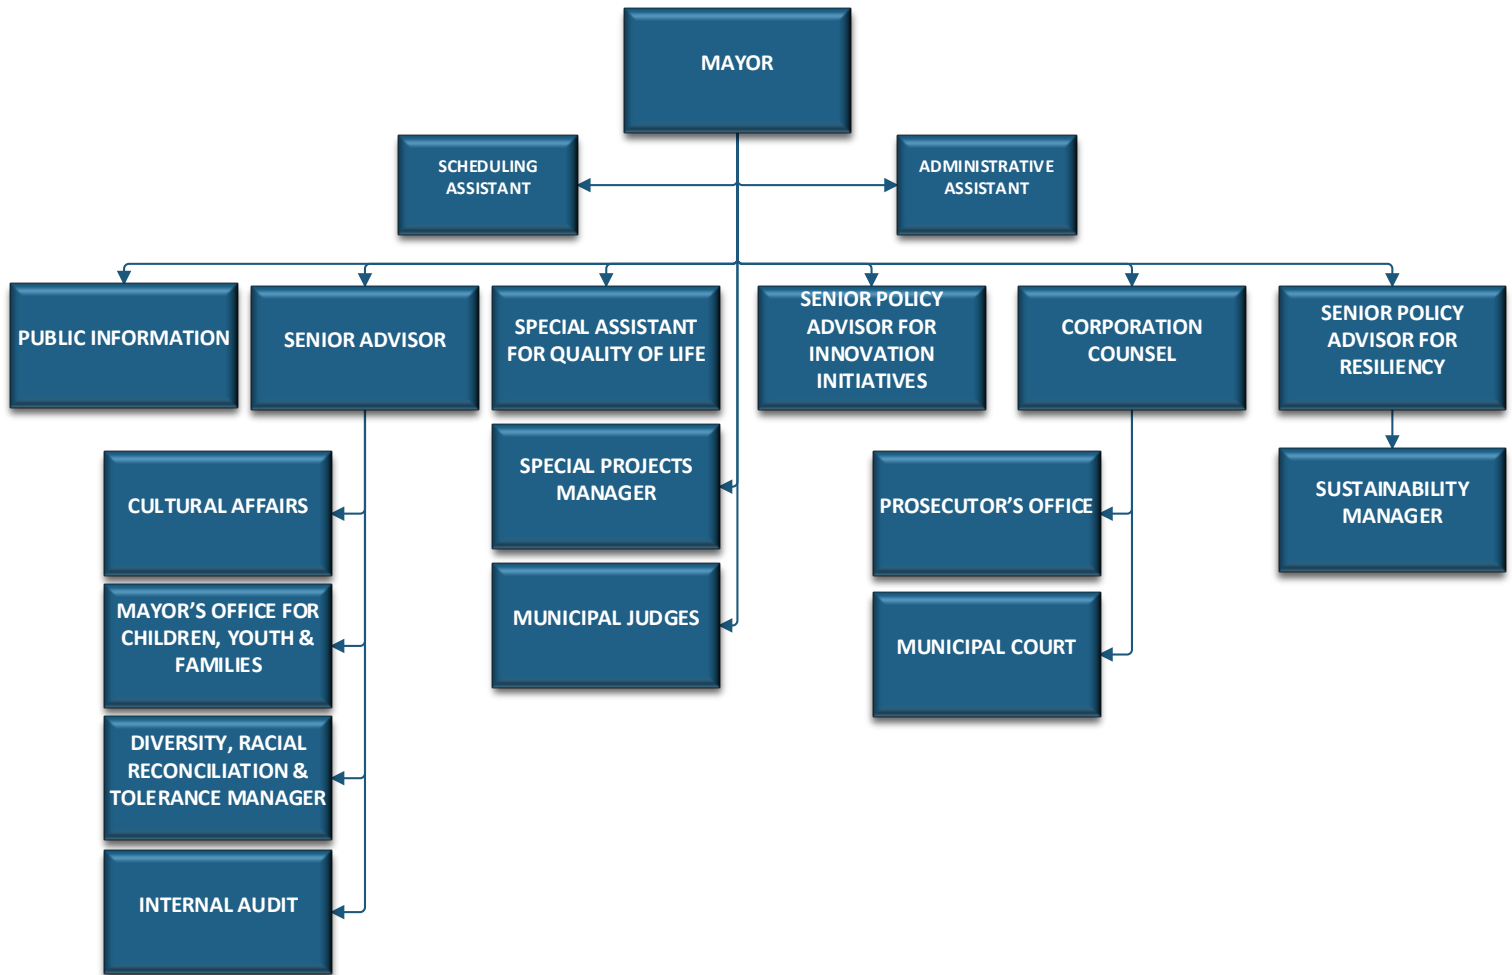 MAYOR
SCHEDULING
ASSISTANT
ADMINISTRATIVE
ASSISTANT
PUBLIC INFORMATION
SENIOR ADVISOR
SPECIAL ASSISTANT
FOR QUALITY OF LIFE
SENIOR POLICY
ADVISOR FOR
INNOVATION
INITIATIVES
CORPORATION
COUNSEL
SENIOR POLICY
ADVISOR FOR
RESILIENCY
CULTURAL AFFAIRS
MAYOR’S OFFICE FOR
CHILDREN, YOUTH &
FAMILIES
DIVERSITY, RACIAL
RECONCILIATION &
TOLERANCE MANAGER
INTERNAL AUDIT
SPECIAL PROJECTS
MANAGER
MUNICIPAL JUDGES
PROSECUTOR’S OFFICE
MUNICIPAL COURT
SUSTAINABILITY
MANAGER